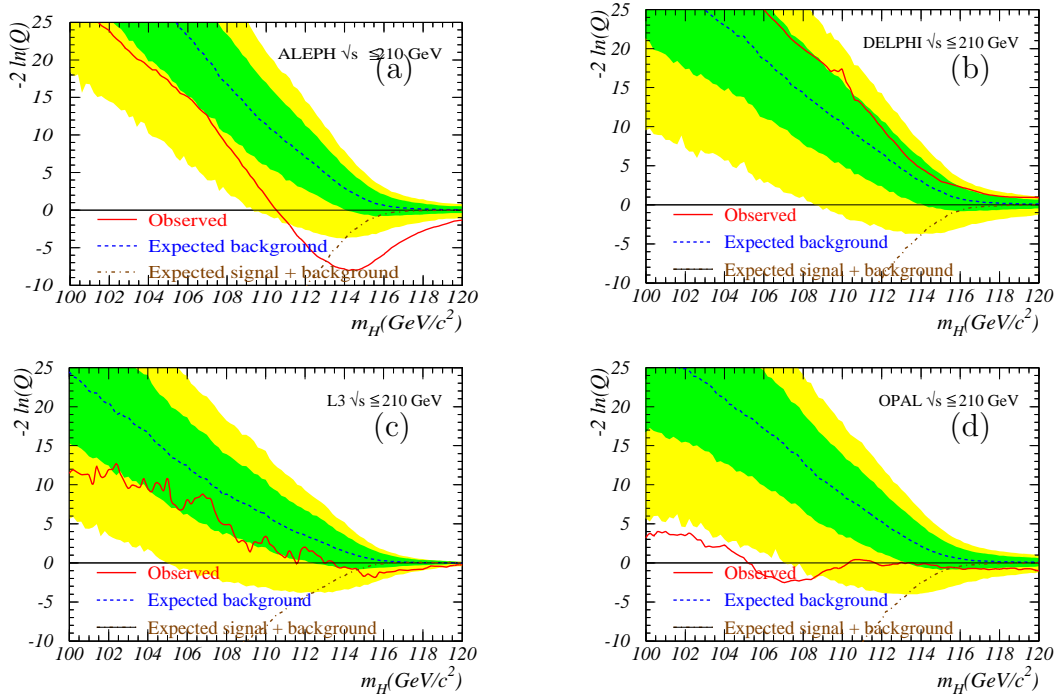 -2 ln(Q)
25
20
15
10
5
0
-5
-10
ALEPH √s ≦210 GeV
(a)
Observed
Expected background
Expected signal + background
100 102 104 106 108 110 112 114 116 118 120
m_H(GeV/c²)
-2 ln(Q)
25
20
15
10
5
0
-5
-10
DELPHI √s ≦210 GeV
(b)
Observed
Expected background
Expected signal + background
100 102 104 106 108 110 112 114 116 118 120
m_H(GeV/c²)
-2 ln(Q)
25
20
15
10
5
0
-5
-10
L3 √s ≦210 GeV
(c)
Observed
Expected background
Expected signal + background
100 102 104 106 108 110 112 114 116 118 120
m_H(GeV/c²)
-2 ln(Q)
25
20
15
10
5
0
-5
-10
OPAL √s ≦210 GeV
(d)
Observed
Expected background
Expected signal + background
100 102 104 106 108 110 112 114 116 118 120
m_H(GeV/c²)